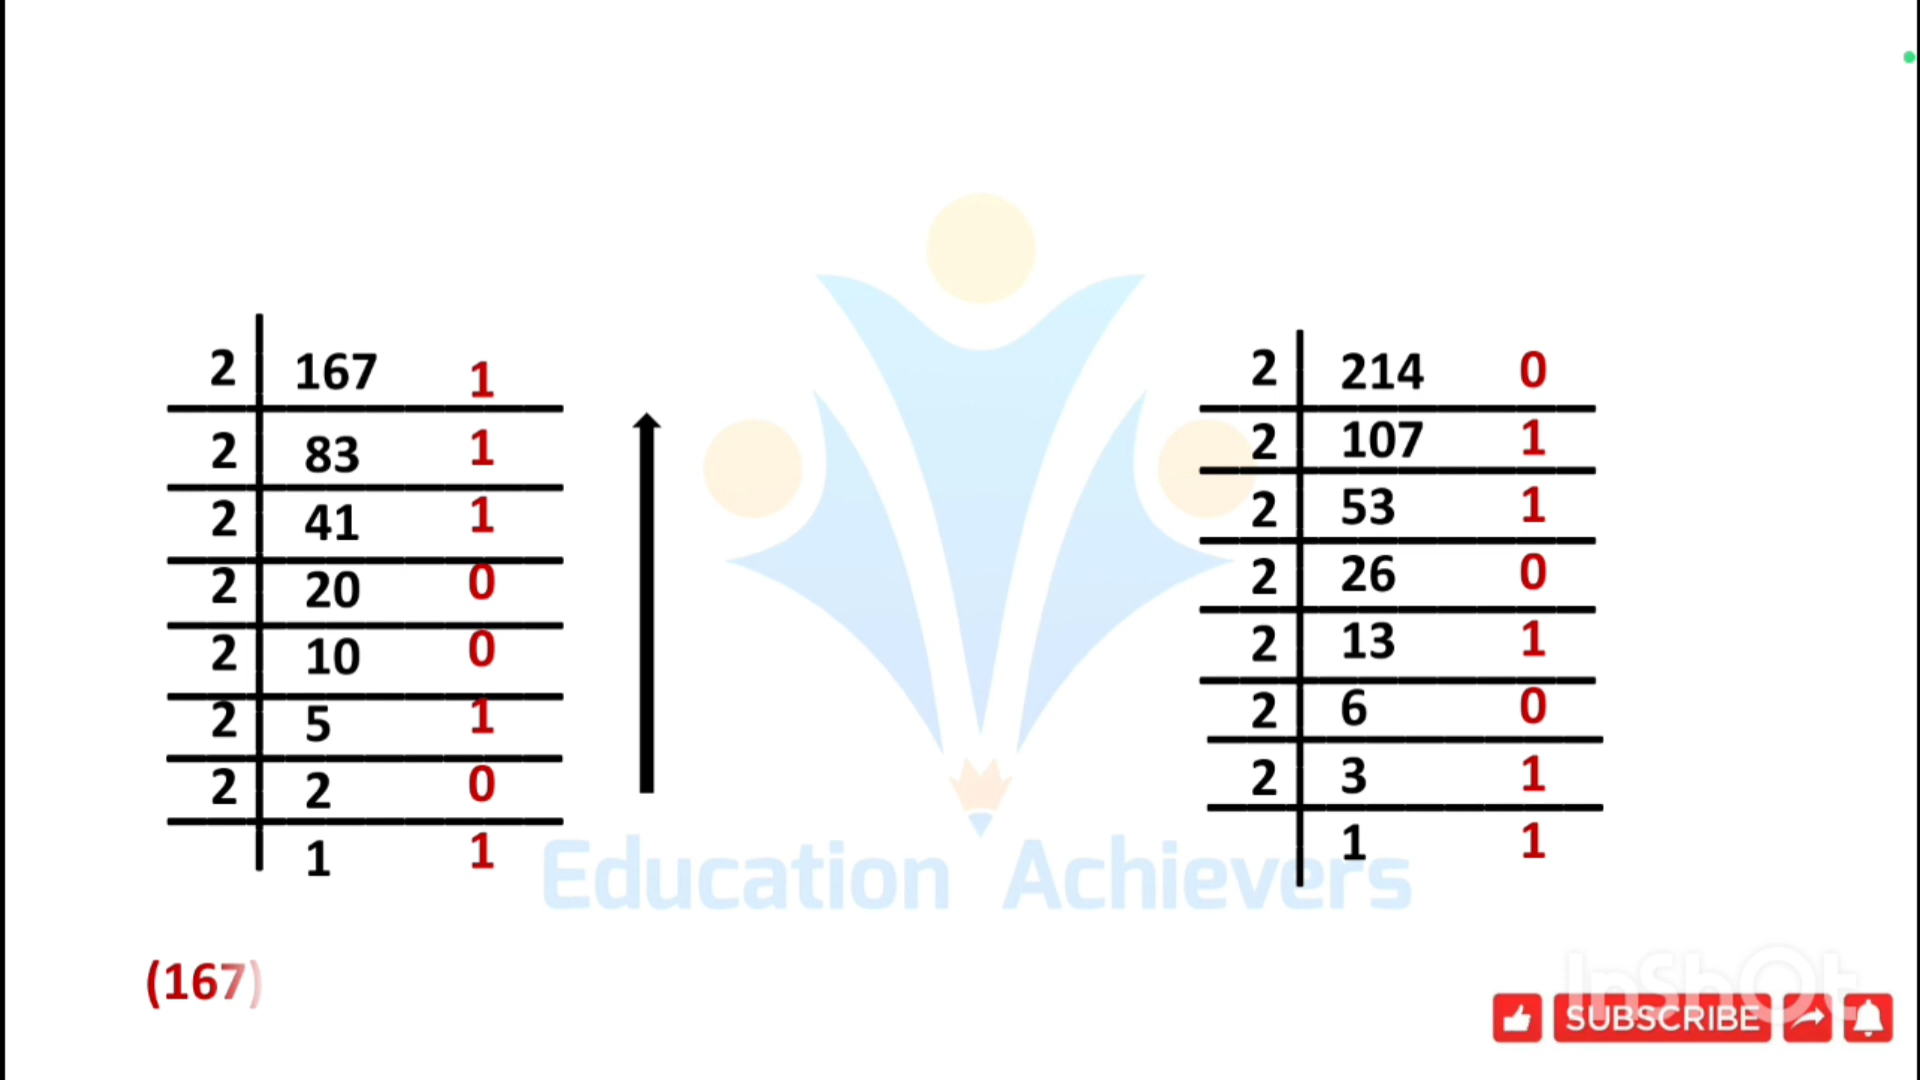 2 167 1
2 83 1
2 41 1
2 20 0
2 10 0
2 5 1
2 2 0
1 1
2 214 0
2 107 1
2 53 1
2 26 0
2 13 1
2 6 0
2 3 1
1 1
Education Achievers
(167)
InShOt
SUBSCRIBE